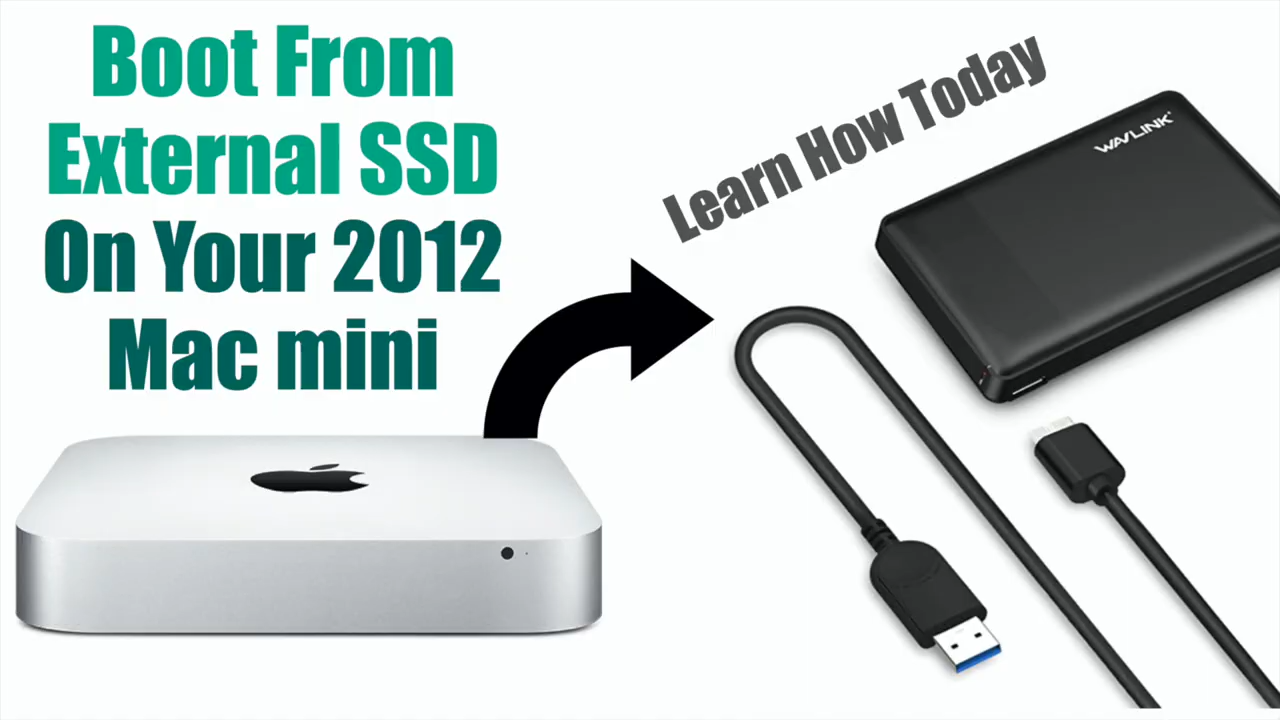 Boot From
External SSD
On Your 2012
Mac mini
Learn How Today
WAVLINK